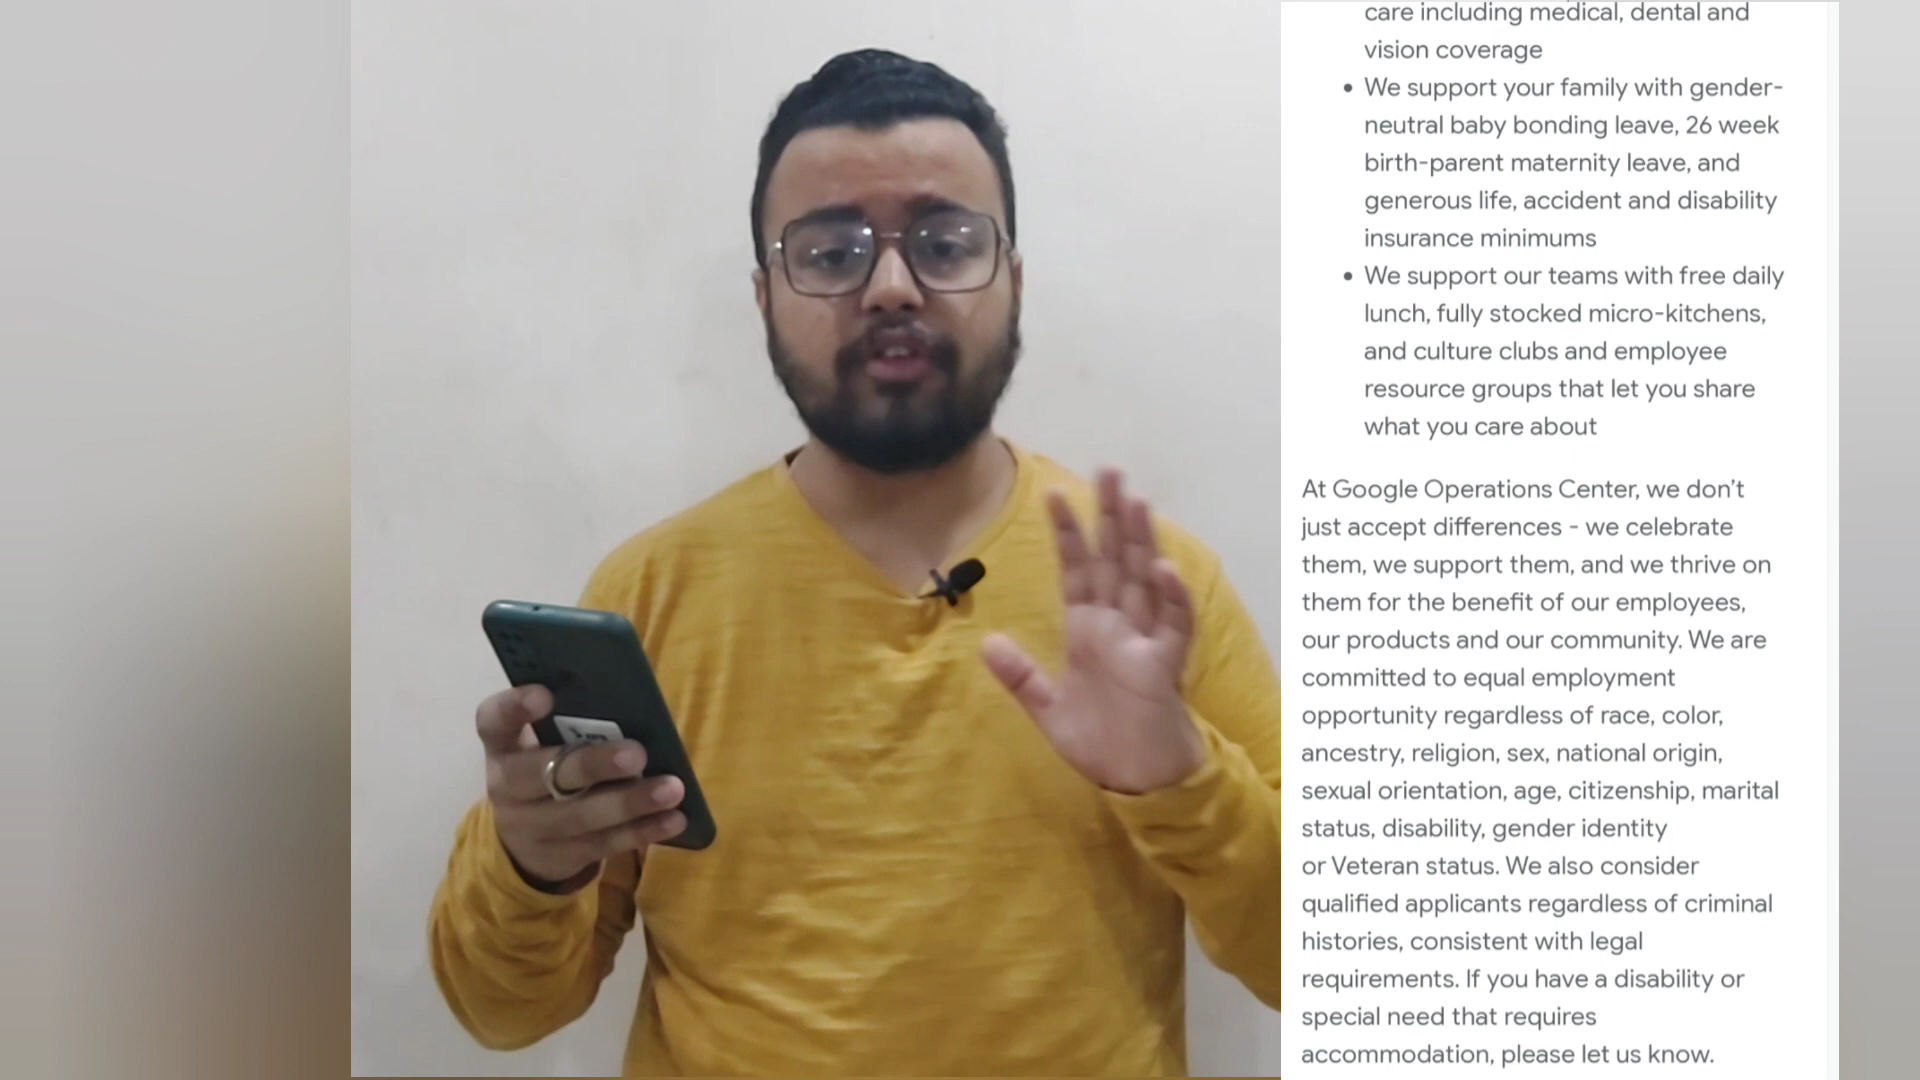 care including medical, dental and
vision coverage
• We support your family with gender-
neutral baby bonding leave, 26 week
birth-parent maternity leave, and
generous life, accident and disability
insurance minimums
• We support our teams with free daily
lunch, fully stocked micro-kitchens,
and culture clubs and employee
resource groups that let you share
what you care about
At Google Operations Center, we don’t
just accept differences - we celebrate
them, we support them, and we thrive on
them for the benefit of our employees,
our products and our community. We are
committed to equal employment
opportunity regardless of race, color,
ancestry, religion, sex, national origin,
sexual orientation, age, citizenship, marital
status, disability, gender identity
or Veteran status. We also consider
qualified applicants regardless of criminal
histories, consistent with legal
requirements. If you have a disability or
special need that requires
accommodation, please let us know.